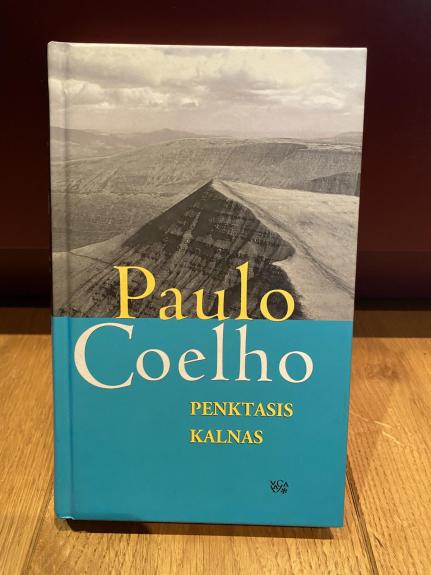 Paulo
Coelho
PENKTASIS
KALNAS